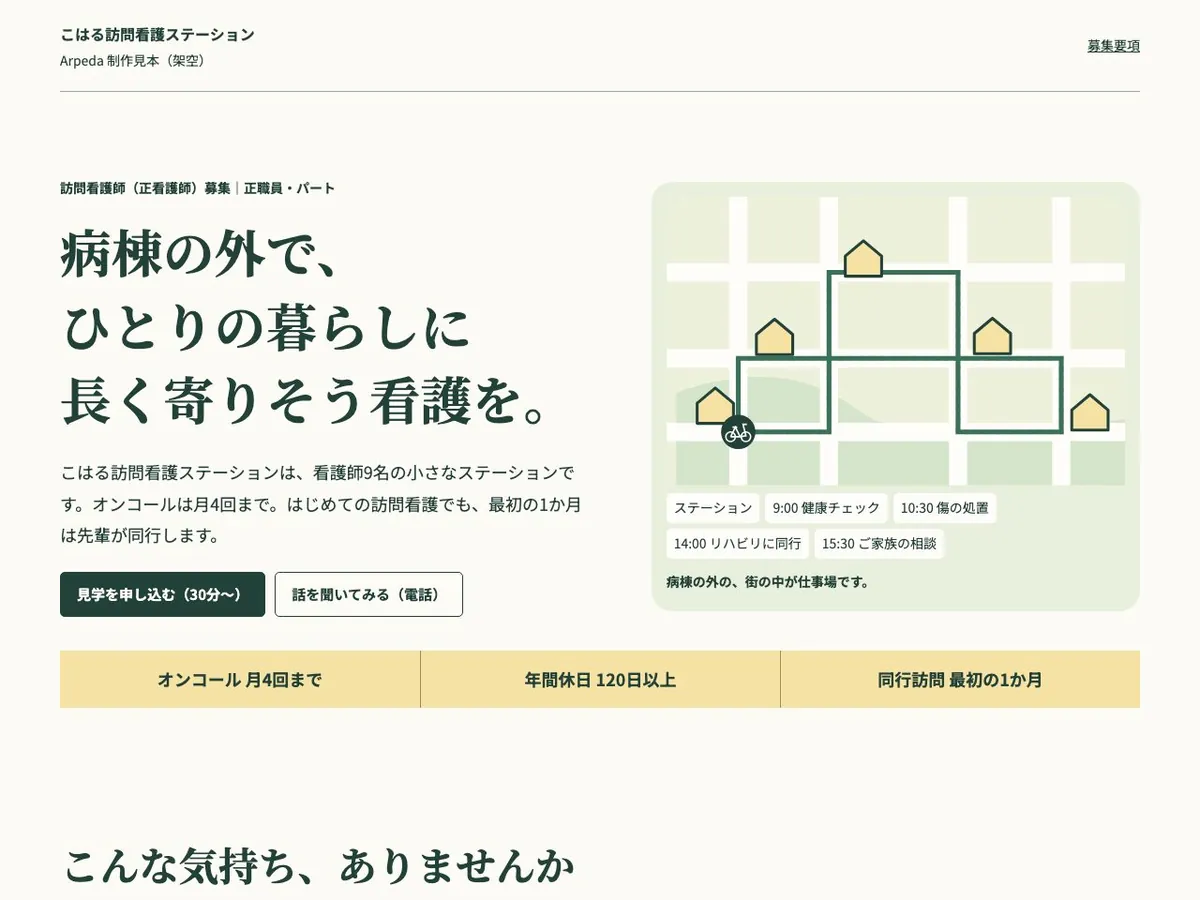 こはる訪問看護ステーション
Arpeda 制作見本（架空）
募集要項
訪問看護師（正看護師）募集｜正職員・パート
病棟の外で、
ひとりの暮らしに
長く寄りそう看護を。
こはる訪問看護ステーションは、看護師9名の小さなステーションで
す。オンコールは月4回まで。はじめての訪問看護でも、最初の1か月
は先輩が同行します。
見学を申し込む（30分〜）
話を聞いてみる（電話）
ステーション
9:00 健康チェック
10:30 傷の処置
14:00 リハビリに同行
15:30 ご家族の相談
病棟の外の、街の中が仕事場です。
オンコール 月4回まで
年間休日 120日以上
同行訪問 最初の1か月
こんな気持ち、ありませんか